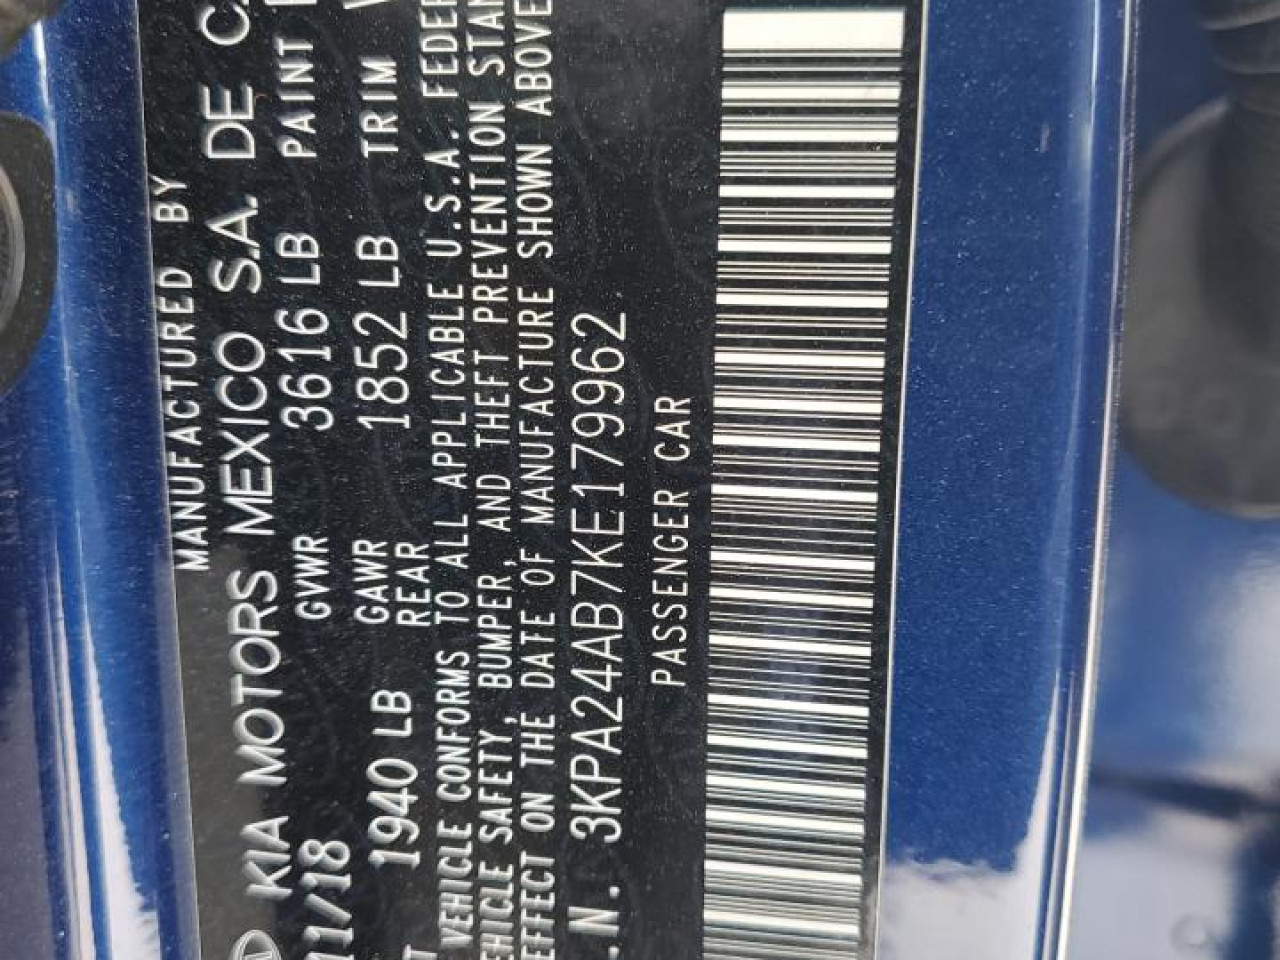 MANUFACTURED BY
KIA MOTORS MEXICO S.A. DE C
11/18 GVWR 3616 LB PAINT
1940 LB GAWR REAR 1852 LB TRIM
VEHICLE CONFORMS TO ALL APPLICABLE U.S.A. FEDER
EHICLE SAFETY, BUMPER, AND THEFT PREVENTION STAN
EFFECT ON THE DATE OF MANUFACTURE SHOWN ABOVE
.N. 3KPA24AB7KE179962
PASSENGER CAR